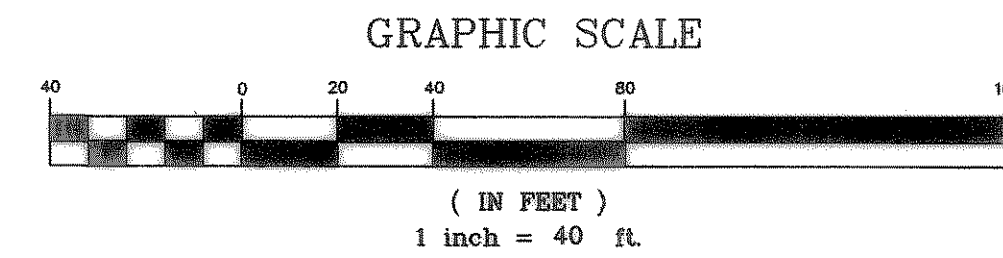 GRAPHIC SCALE
40 0 20 40 80
( IN FEET )
1 inch = 40 ft.